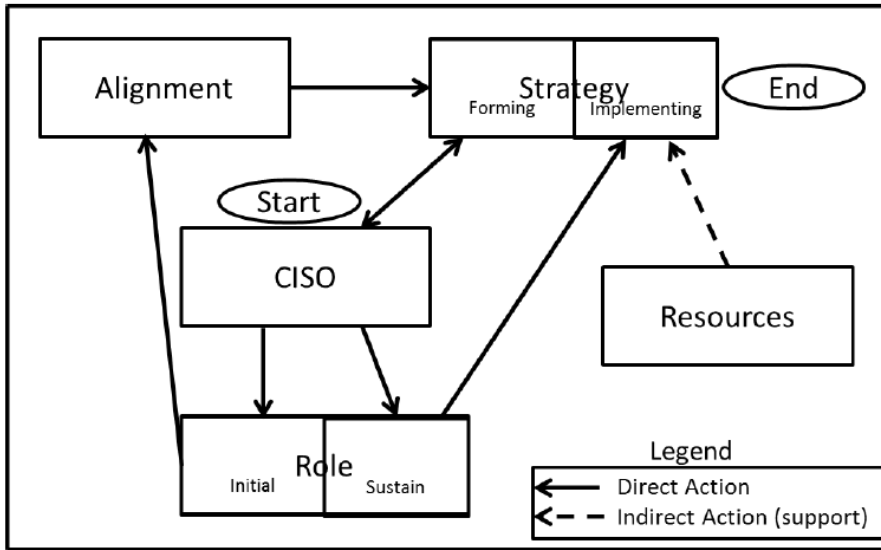 Alignment
Strategy
Forming
Implementing
End
Start
CISO
Resources
Role
Initial
Sustain
Legend
Direct Action
Indirect Action (support)